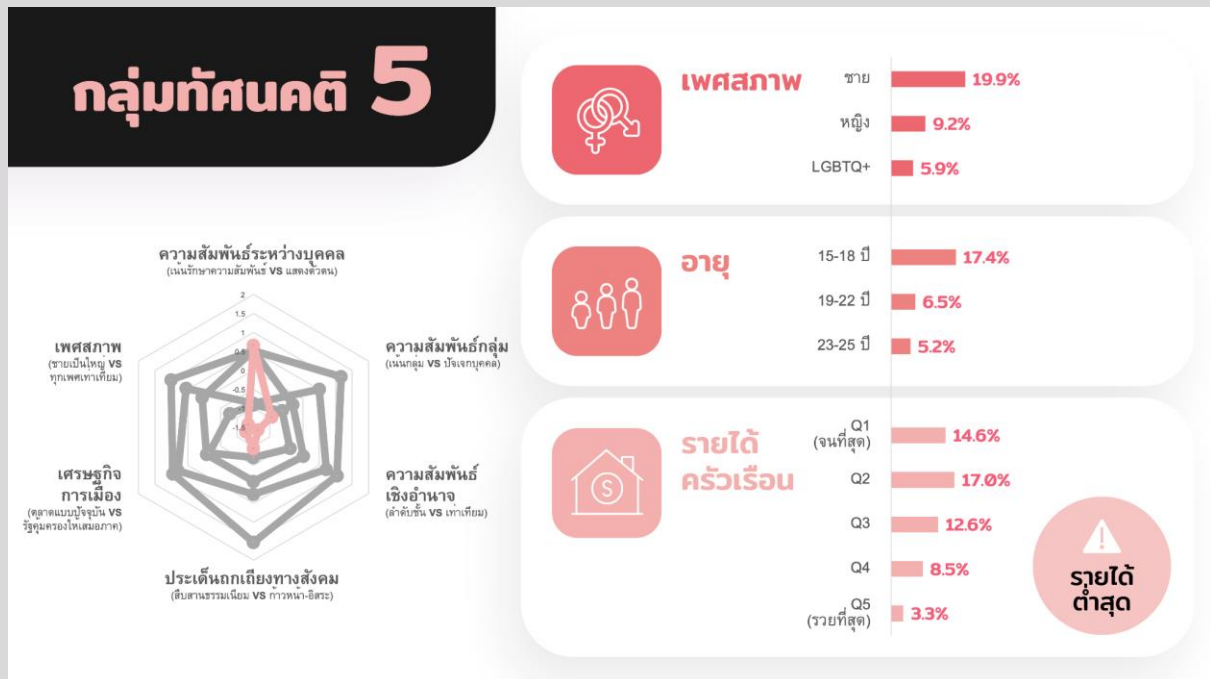 กลุ่มทัศนคติ 5
ความสัมพันธ์ระหว่างบุคคล
(เน้นรักษาความสัมพันธ์ VS แสดงตัวตน)
2
1.5
1
0.5
0
-0.5
-1
-1.5
ความสัมพันธ์กลุ่ม
(เน้นกลุ่ม VS ปัจเจกบุคคล)
ความสัมพันธ์
เชิงอำนาจ
(ลำดับชั้น VS เท่าเทียม)
ประเด็นถกเถียงทางสังคม
(สืบสานธรรมเนียม VS ก้าวหน้า-อิสระ)
เศรษฐกิจ
การเมือง
(ตลาดแบบปัจจุบัน VS
รัฐคุ้มครองให้เสมอภาค)
เพศสภาพ
(ชายเป็นใหญ่ VS
ทุกเพศเท่าเทียม)
เพศสภาพ
ชาย 19.9%
หญิง 9.2%
LGBTQ+ 5.9%
อายุ
15-18 ปี 17.4%
19-22 ปี 6.5%
23-25 ปี 5.2%
รายได้
ครัวเรือน
Q1
(จนที่สุด) 14.6%
Q2 17.0%
Q3 12.6%
Q4 8.5%
Q5
(รวยที่สุด) 3.3%
รายได้
ต่ำสุด